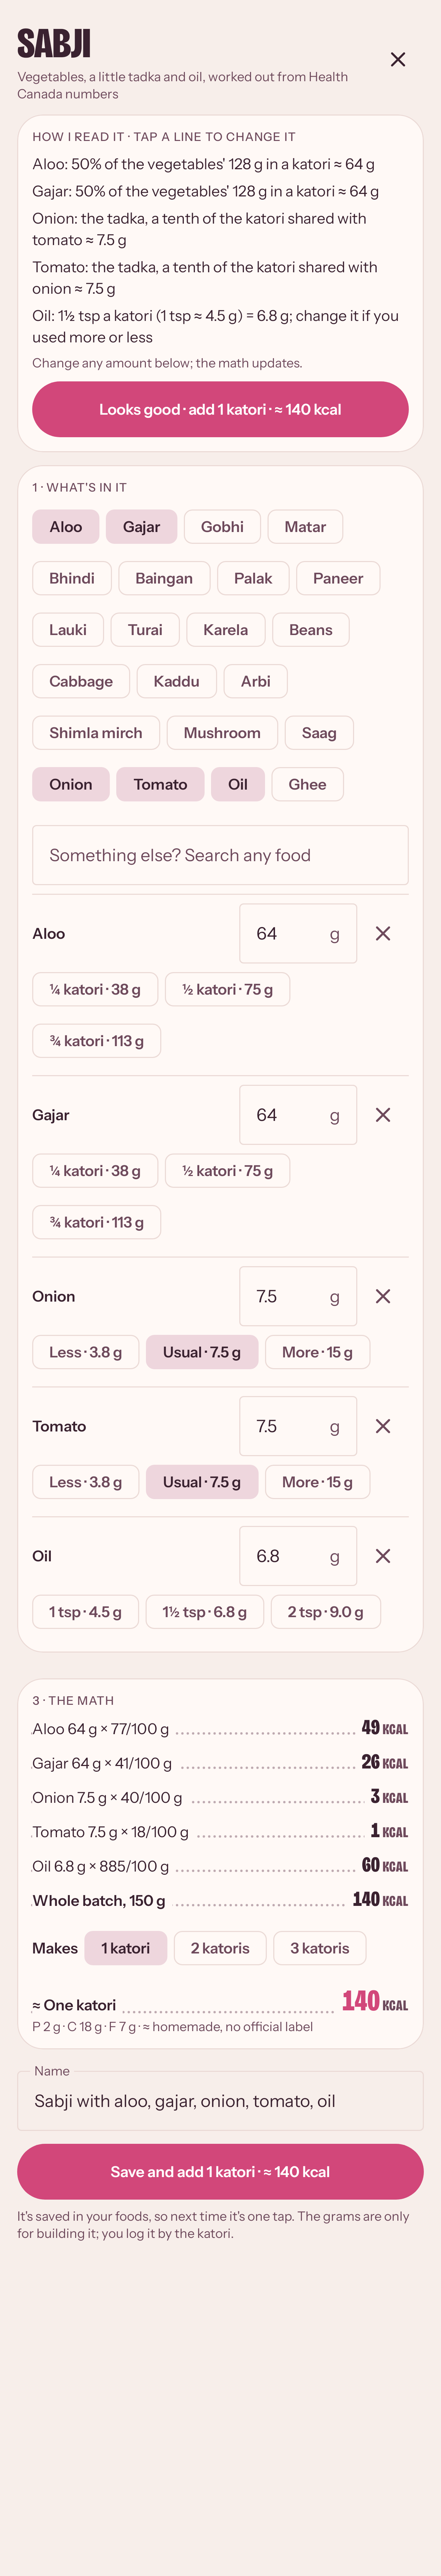 SABJI
Vegetables, a little tadka and oil, worked out from Health
Canada numbers
HOW I READ IT · TAP A LINE TO CHANGE IT
Aloo: 50% of the vegetables' 128 g in a katori ≈ 64 g
Gajar: 50% of the vegetables' 128 g in a katori ≈ 64 g
Onion: the tadka, a tenth of the katori shared with
tomato ≈ 7.5 g
Tomato: the tadka, a tenth of the katori shared with
onion ≈ 7.5 g
Oil: 1½ tsp a katori (1 tsp ≈ 4.5 g) = 6.8 g; change it if you
used more or less
Change any amount below; the math updates.
Looks good · add 1 katori · ≈ 140 kcal
1 · WHAT'S IN IT
Aloo Gajar Gobhi Matar
Bhindi Baingan Palak Paneer
Lauki Turai Karela Beans
Cabbage Kaddu Arbi
Shimla mirch Mushroom Saag
Onion Tomato Oil Ghee
Something else? Search any food
Aloo 64 g
¼ katori · 38 g ½ katori · 75 g
¾ katori · 113 g
Gajar 64 g
¼ katori · 38 g ½ katori · 75 g
¾ katori · 113 g
Onion 7.5 g
Less · 3.8 g Usual · 7.5 g More · 15 g
Tomato 7.5 g
Less · 3.8 g Usual · 7.5 g More · 15 g
Oil 6.8 g
1 tsp · 4.5 g 1½ tsp · 6.8 g 2 tsp · 9.0 g
3 · THE MATH
Aloo 64 g × 77/100 g 49 KCAL
Gajar 64 g × 41/100 g 26 KCAL
Onion 7.5 g × 40/100 g 3 KCAL
Tomato 7.5 g × 18/100 g 1 KCAL
Oil 6.8 g × 885/100 g 60 KCAL
Whole batch, 150 g 140 KCAL
Makes 1 katori 2 katoris 3 katoris
≈ One katori 140 KCAL
P 2 g · C 18 g · F 7 g · ≈ homemade, no official label
Name
Sabji with aloo, gajar, onion, tomato, oil
Save and add 1 katori · ≈ 140 kcal
It's saved in your foods, so next time it's one tap. The grams are only
for building it; you log it by the katori.